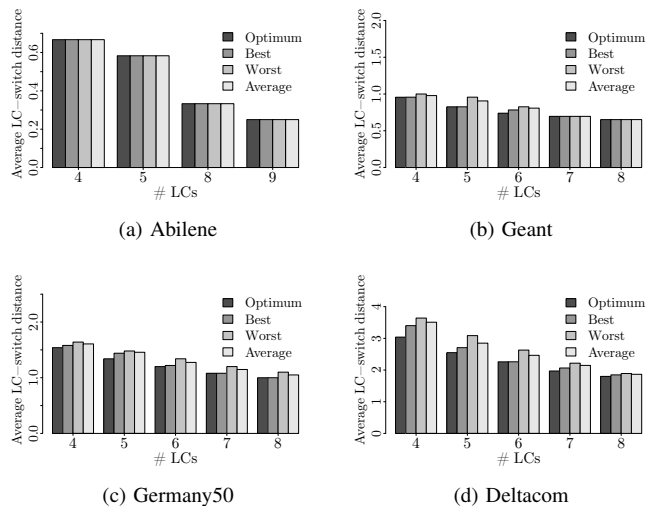 Average LC−switch distance
0.0 0.2 0.4 0.6
Optimum
Best
Worst
Average
4 5 8 9
# LCs
(a) Abilene
Average LC−switch distance
0.0 0.5 1.0 1.5 2.0
Optimum
Best
Worst
Average
4 5 6 7 8
# LCs
(b) Geant
Average LC−switch distance
0.0 1.0 2.0
Optimum
Best
Worst
Average
4 5 6 7 8
# LCs
(c) Germany50
Average LC−switch distance
0 1 2 3 4
Optimum
Best
Worst
Average
4 5 6 7 8
# LCs
(d) Deltacom